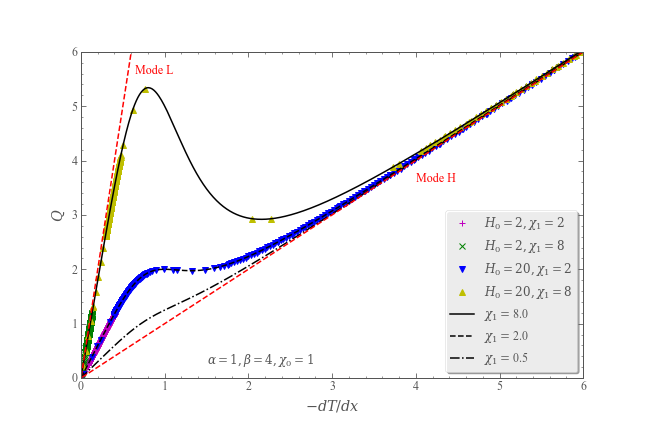 Mode L
Mode H
Q
6
5
4
3
2
1
0
H₀ = 2, χ₁ = 2
H₀ = 2, χ₁ = 8
H₀ = 20, χ₁ = 2
H₀ = 20, χ₁ = 8
χ₁ = 8.0
χ₁ = 2.0
χ₁ = 0.5
α = 1, β = 4, χ₀ = 1
0 1 2 3 4 5 6
−dT/dx